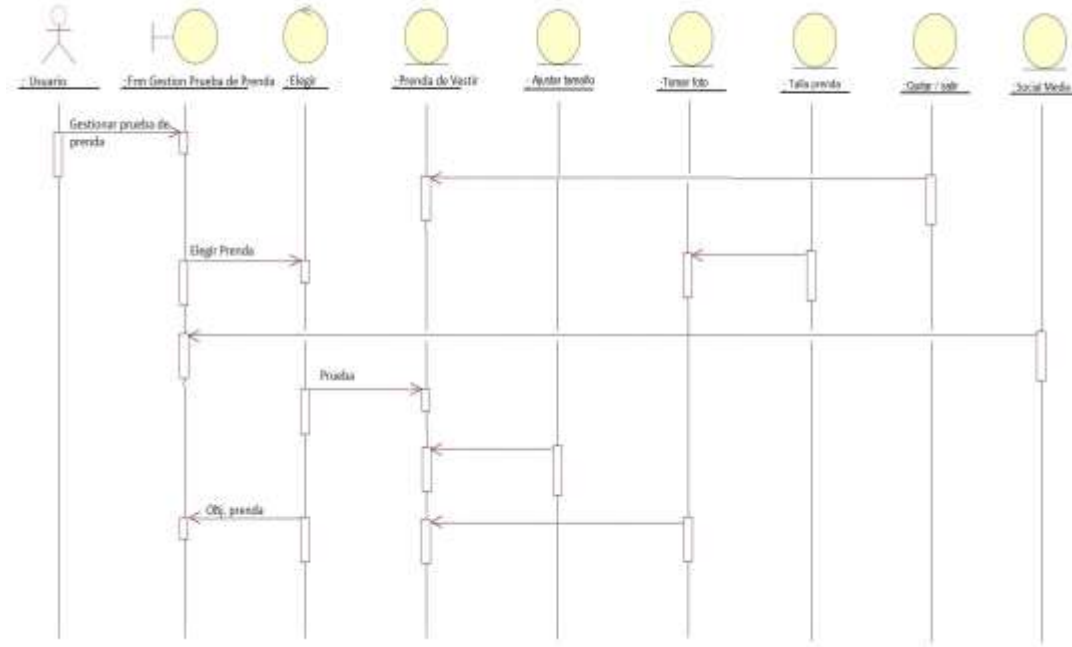 : Usuario
:Frm Gestion Prueba de Prenda
:Elegir
:Prenda de Vestir
: Ajustar tamaño
:Tomar foto
: Talla prenda
:Quitar / salir
:Social Media
Gestionar prueba de
prenda
Elegir Prenda
Prueba
Obj. prenda